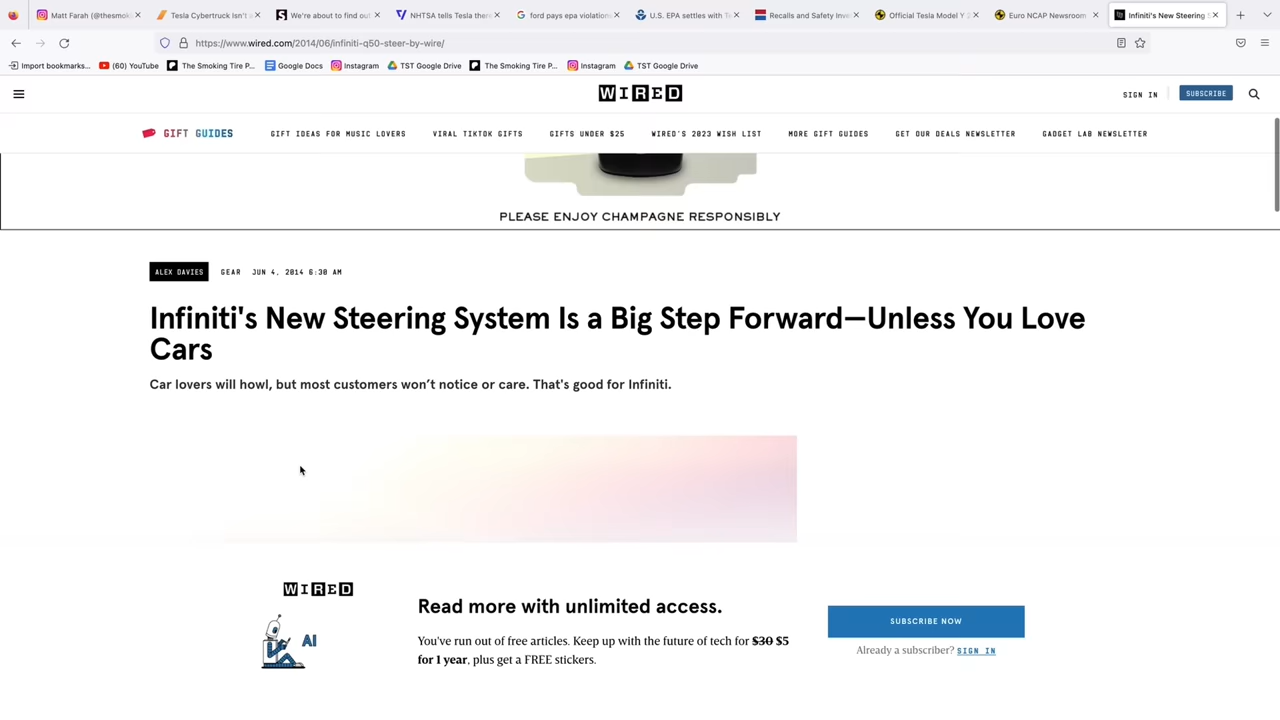 Matt Farah (@thesmok
Tesla Cybertruck isn't a
We're about to find out
NHTSA tells Tesla there
ford pays epa violation
U.S. EPA settles with T
Recalls and Safety Inve
Official Tesla Model Y 2
Euro NCAP Newsroom
Infiniti's New Steering S
https://www.wired.com/2014/06/infiniti-q50-steer-by-wire/
Import bookmarks...
(60) YouTube
The Smoking Tire P...
Google Docs
Instagram
TST Google Drive
The Smoking Tire P...
Instagram
TST Google Drive
WIRED
SIGN IN
SUBSCRIBE
GIFT GUIDES
GIFT IDEAS FOR MUSIC LOVERS
VIRAL TIKTOK GIFTS
GIFTS UNDER $25
WIRED'S 2023 WISH LIST
MORE GIFT GUIDES
GET OUR DEALS NEWSLETTER
GADGET LAB NEWSLETTER
PLEASE ENJOY CHAMPAGNE RESPONSIBLY
ALEX DAVIES GEAR JUN 4, 2014 6:30 AM
Infiniti's New Steering System Is a Big Step Forward—Unless You Love
Cars
Car lovers will howl, but most customers won't notice or care. That's good for Infiniti.
WIRED
AI
Read more with unlimited access.
You've run out of free articles. Keep up with the future of tech for $30 $5
for 1 year, plus get a FREE stickers.
SUBSCRIBE NOW
Already a subscriber? SIGN IN